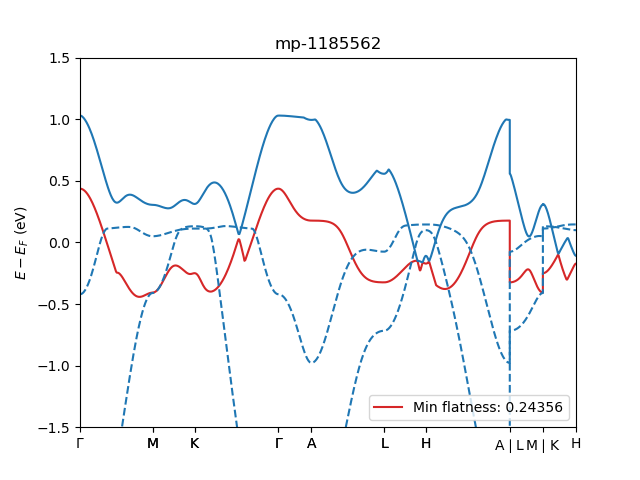 mp-1185562
E − E_F (eV)
1.5
1.0
0.5
0.0
−0.5
−1.0
−1.5
Min flatness: 0.24356
Γ M K Γ A L H A | L M | K H